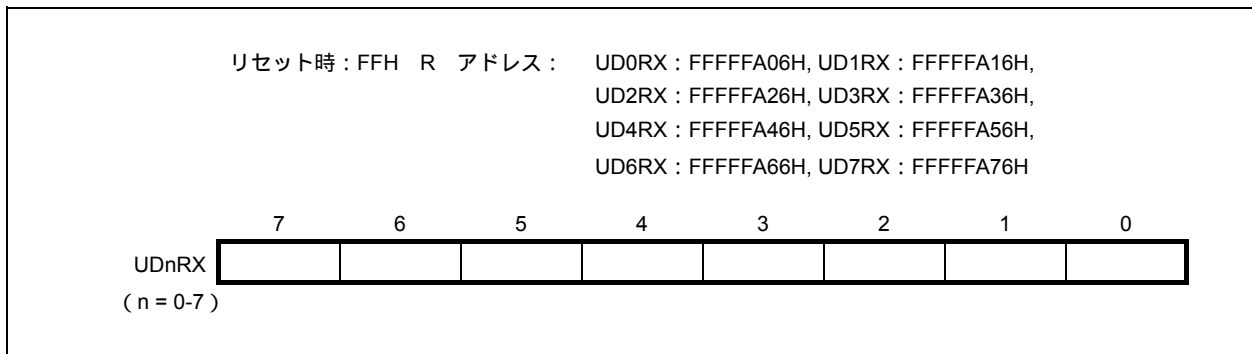 リセット時：FFH R アドレス： UD0RX：FFFFFA06H, UD1RX：FFFFFA16H,
UD2RX：FFFFFA26H, UD3RX：FFFFFA36H,
UD4RX：FFFFFA46H, UD5RX：FFFFFA56H,
UD6RX：FFFFFA66H, UD7RX：FFFFFA76H
7 6 5 4 3 2 1 0
UDnRX
（n = 0-7）